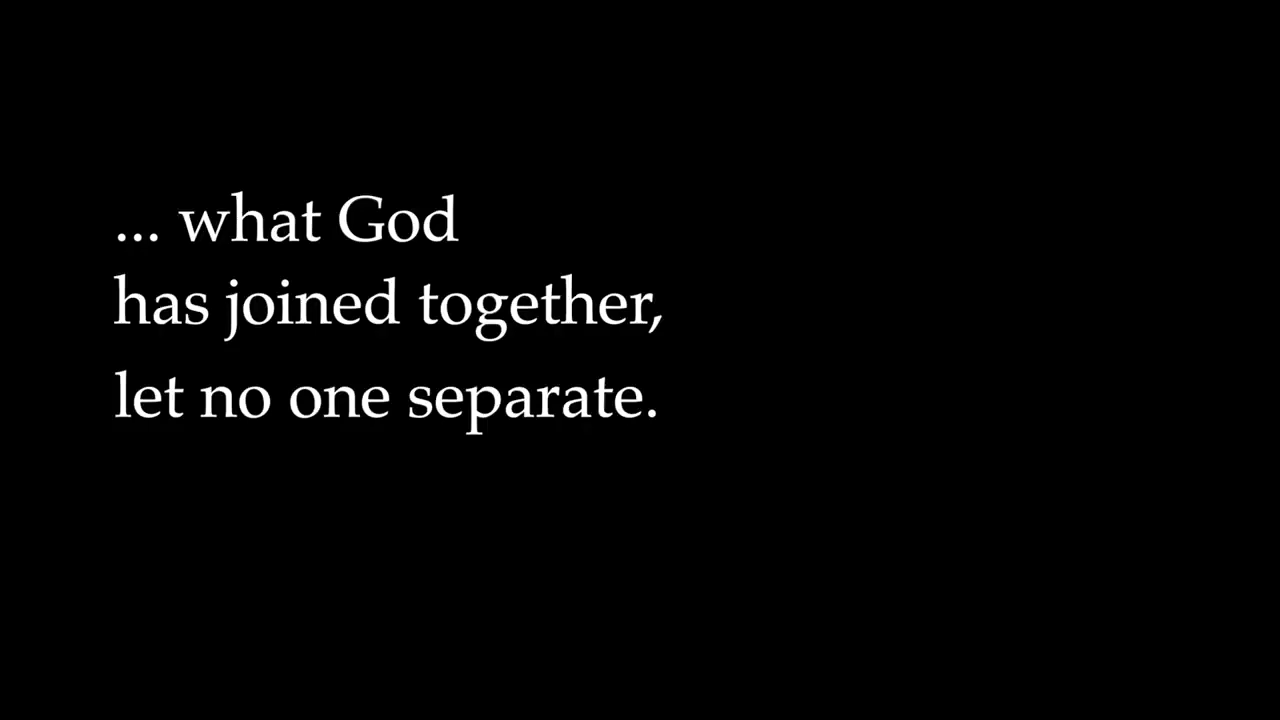 ... what God
has joined together,
let no one separate.